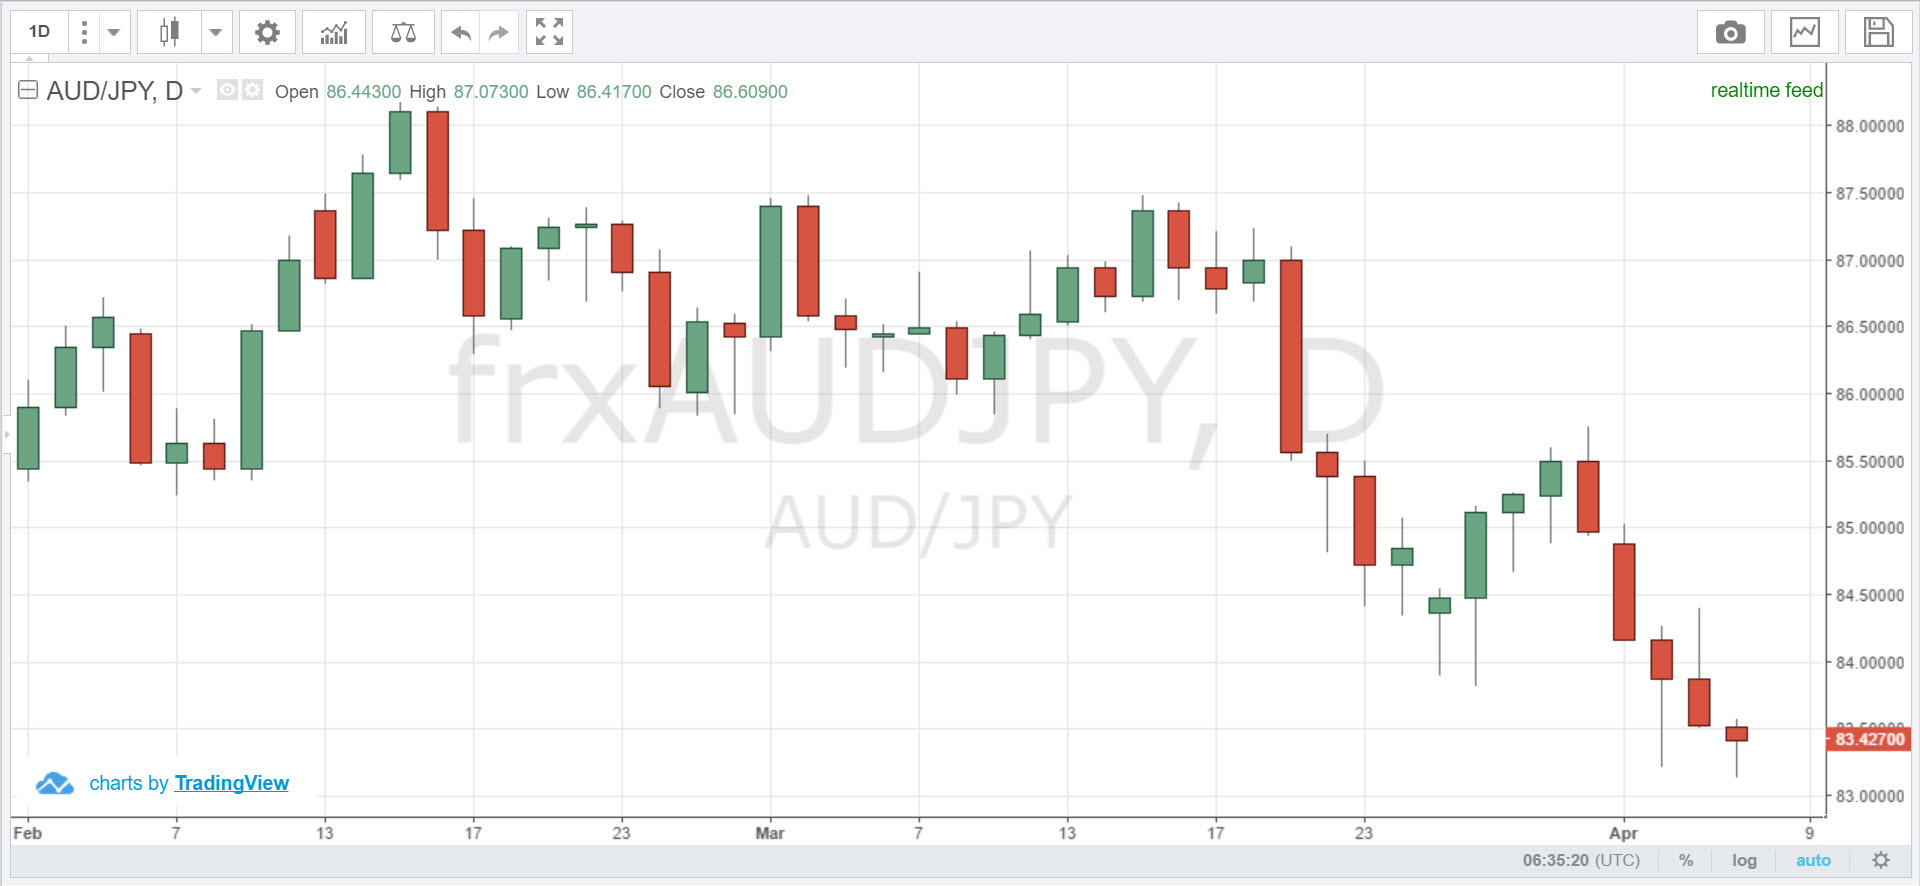 1D
AUD/JPY, D Open 86.44300 High 87.07300 Low 86.41700 Close 86.60900
realtime feed
88.00000
87.50000
87.00000
86.50000
frxAUDJPY, D
86.00000
85.50000
AUD/JPY
85.00000
84.50000
84.00000
83.50000
83.42700
charts by TradingView
83.00000
Feb 7 13 17 23 Mar 7 13 17 23 Apr 9
06:35:20 (UTC) % log auto